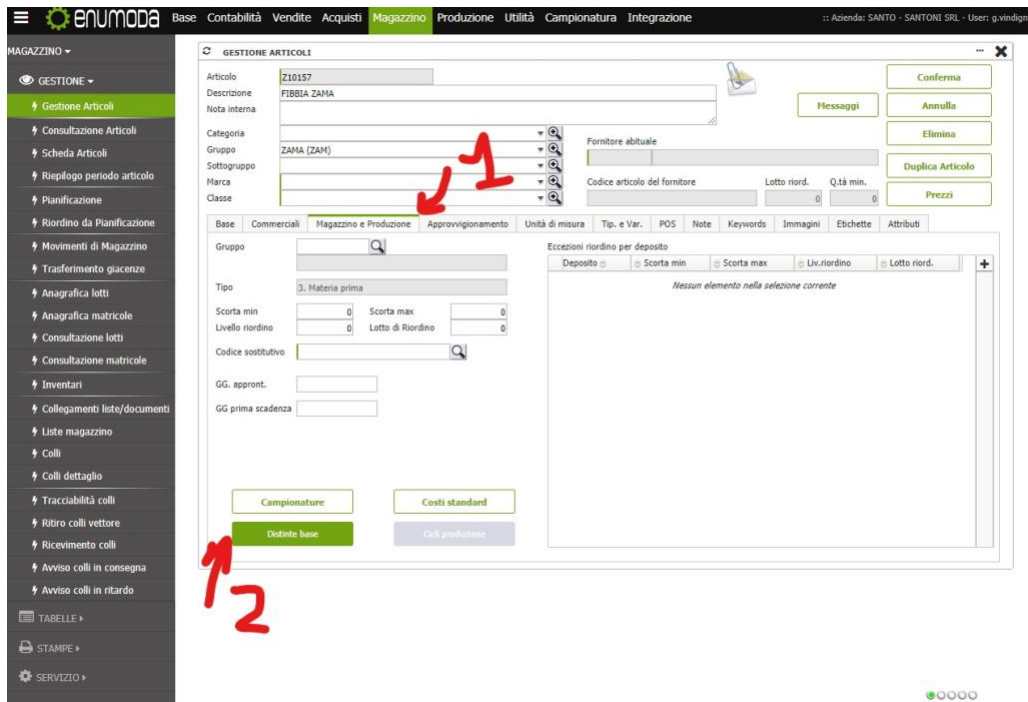 enumoda Base Contabilità Vendite Acquisti Magazzino Produzione Utilità Campionatura Integrazione :: Azienda: SANTO - SANTONI SRL - User: g.vindign
MAGAZZINO
GESTIONE
Gestione Articoli
Consultazione Articoli
Scheda Articoli
Riepilogo periodo articolo
Pianificazione
Riordino da Pianificazione
Movimenti di Magazzino
Trasferimento giacenze
Anagrafica lotti
Anagrafica matricole
Consultazione lotti
Consultazione matricole
Inventari
Collegamenti liste/documenti
Liste magazzino
Colli
Colli dettaglio
Tracciabilità colli
Ritiro colli vettore
Ricevimento colli
Avviso colli in consegna
Avviso colli in ritardo
TABELLE
STAMPE
SERVIZIO
GESTIONE ARTICOLI
Articolo Z10157
Descrizione FIBBIA ZAMA
Nota interna
Categoria
Gruppo ZAMA (ZAM)
Sottogruppo
Marca
Classe
Fornitore abituale
Codice articolo del fornitore Lotto riord. Q.tà min.
0 0
Messaggi
Conferma
Annulla
Elimina
Duplica Articolo
Prezzi
1
Base Commerciali Magazzino e Produzione Approvvigionamento Unità di misura Tip. e Var. POS Note Keywords Immagini Etichette Attributi
Gruppo
Tipo 3. Materia prima
Scorta min 0 Scorta max 0
Livello riordino 0 Lotto di Riordino 0
Codice sostitutivo
GG. appront.
GG prima scadenza
Campionature Costi standard
Distinte base Cicli produzione
2
Eccezioni riordino per deposito
Deposito Scorta min Scorta max Liv.riordino Lotto riord. +
Nessun elemento nella selezione corrente